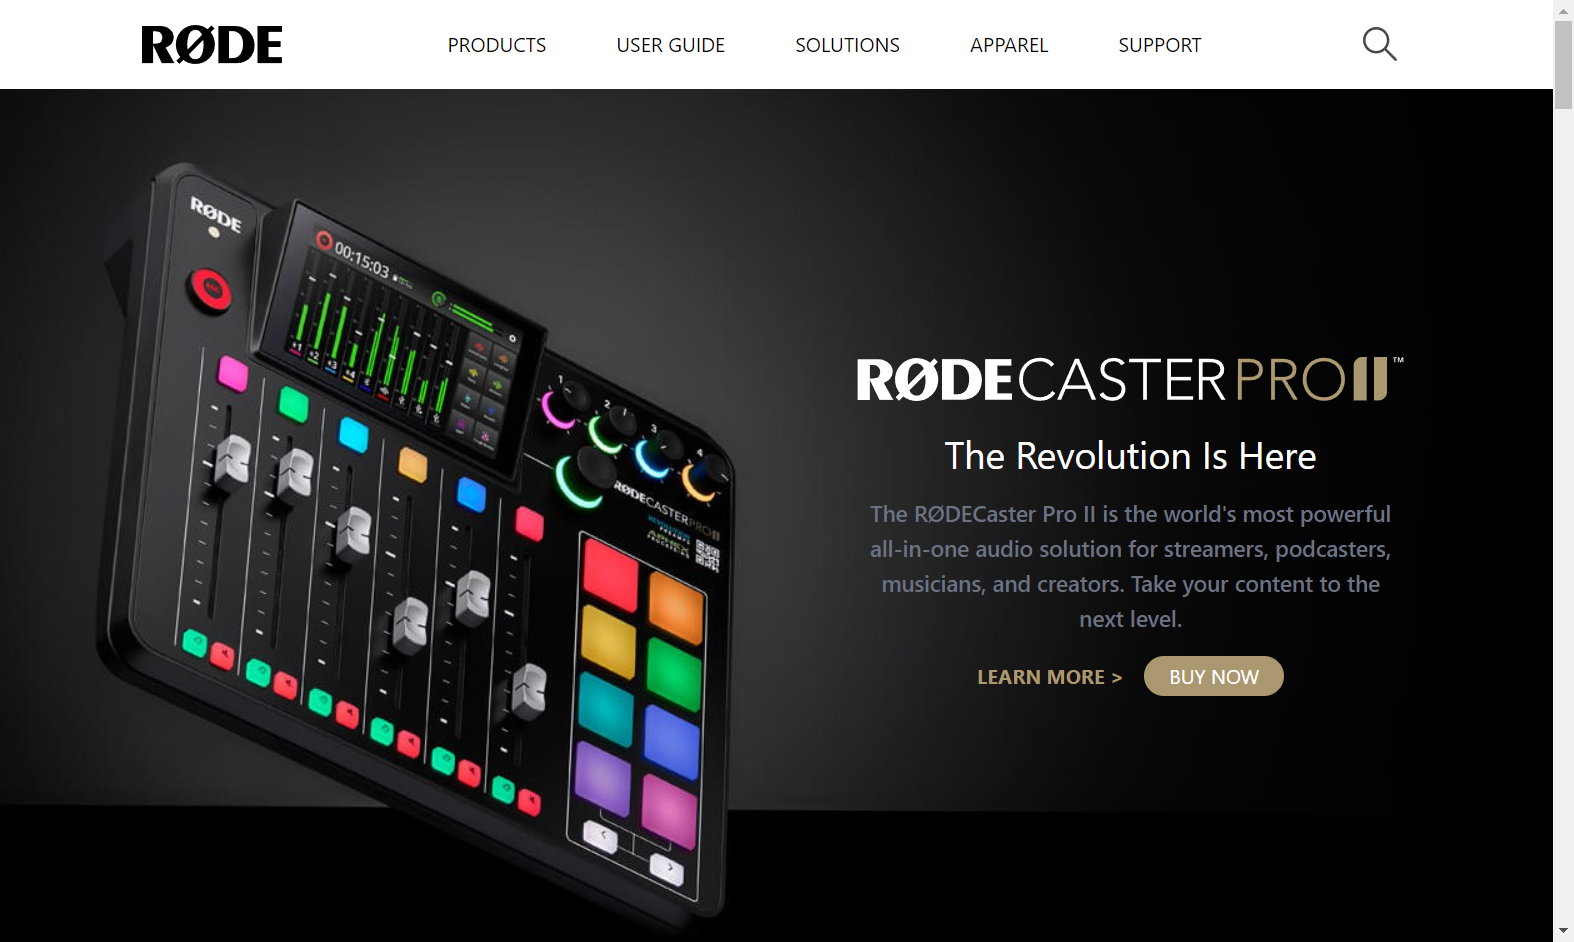 RØDE
PRODUCTS
USER GUIDE
SOLUTIONS
APPAREL
SUPPORT
RØDE
00:15:03
RØDECASTER PRO II
RØDECASTER PRO II™
The Revolution Is Here
The RØDECaster Pro II is the world's most powerful
all-in-one audio solution for streamers, podcasters,
musicians, and creators. Take your content to the
next level.
LEARN MORE >
BUY NOW